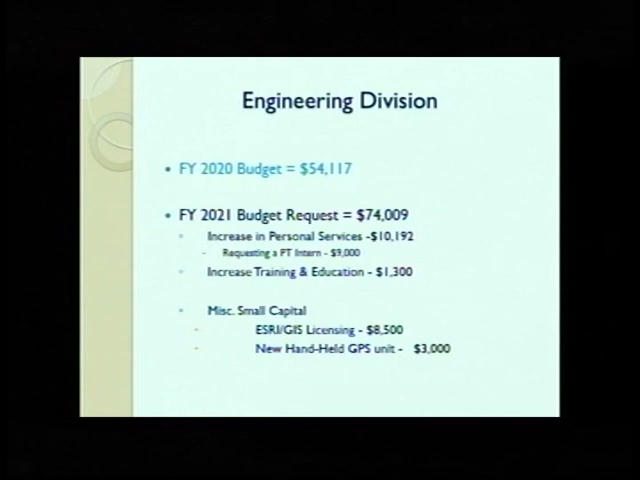 Engineering Division
• FY 2020 Budget = $54,117
• FY 2021 Budget Request = $74,009
Increase in Personal Services -$10,192
- Requesting a PT Intern - $9,000
Increase Training & Education - $1,300
Misc. Small Capital
- ESRI/GIS Licensing - $8,500
- New Hand-Held GPS unit - $3,000